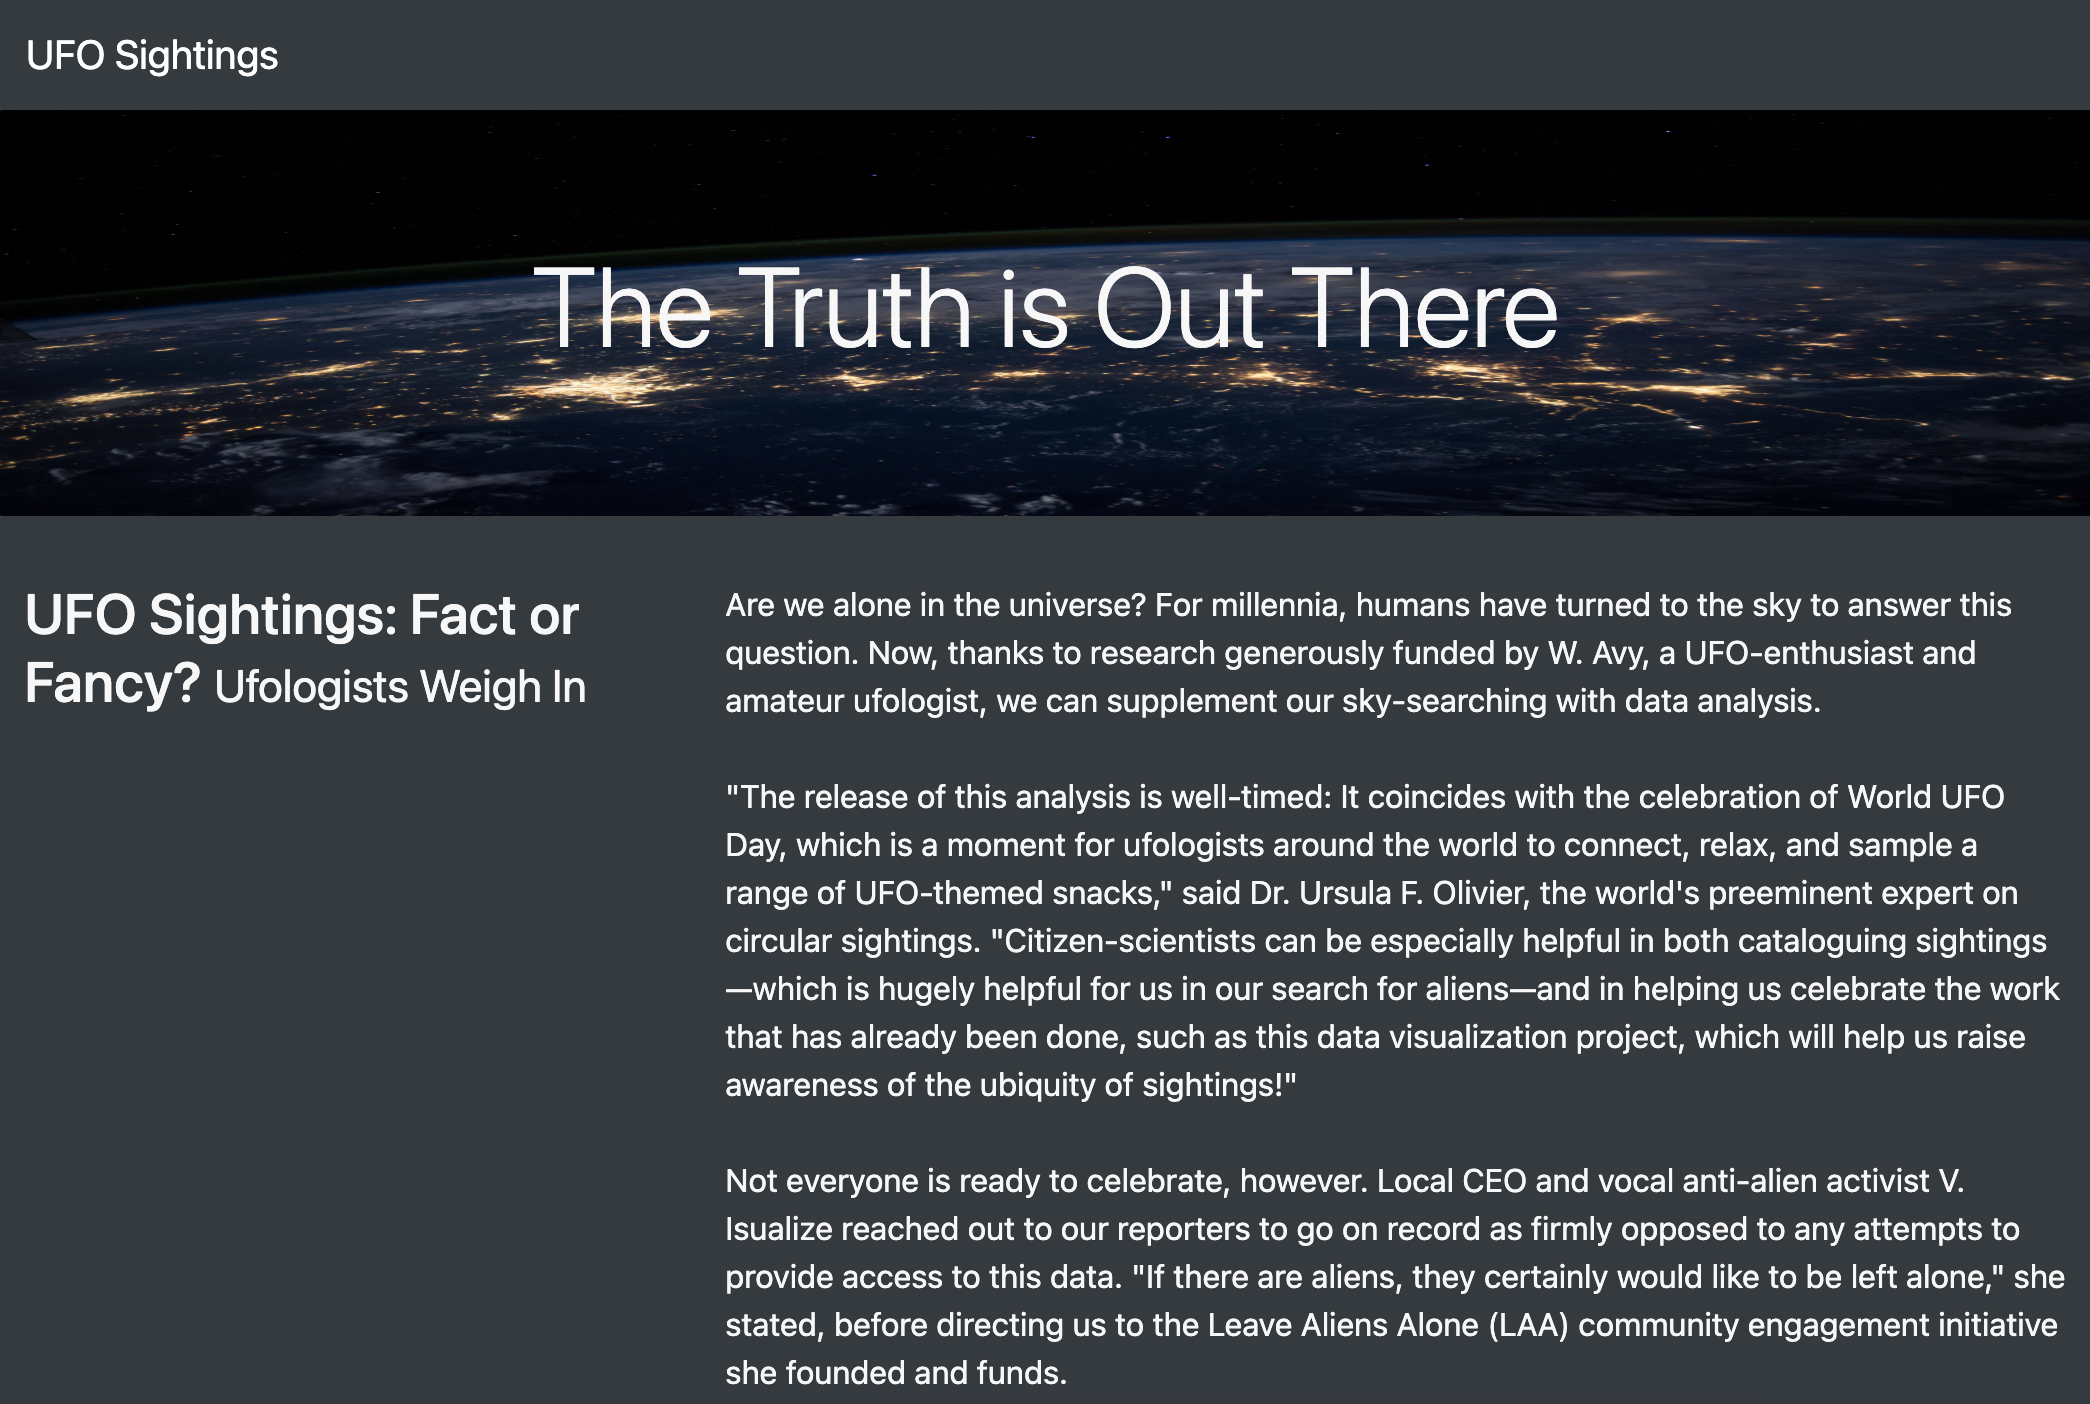 UFO Sightings
The Truth is Out There
UFO Sightings: Fact or
Fancy? Ufologists Weigh In
Are we alone in the universe? For millennia, humans have turned to the sky to answer this
question. Now, thanks to research generously funded by W. Avy, a UFO-enthusiast and
amateur ufologist, we can supplement our sky-searching with data analysis.
"The release of this analysis is well-timed: It coincides with the celebration of World UFO
Day, which is a moment for ufologists around the world to connect, relax, and sample a
range of UFO-themed snacks," said Dr. Ursula F. Olivier, the world's preeminent expert on
circular sightings. "Citizen-scientists can be especially helpful in both cataloguing sightings
—which is hugely helpful for us in our search for aliens—and in helping us celebrate the work
that has already been done, such as this data visualization project, which will help us raise
awareness of the ubiquity of sightings!"
Not everyone is ready to celebrate, however. Local CEO and vocal anti-alien activist V.
Isualize reached out to our reporters to go on record as firmly opposed to any attempts to
provide access to this data. "If there are aliens, they certainly would like to be left alone," she
stated, before directing us to the Leave Aliens Alone (LAA) community engagement initiative
she founded and funds.